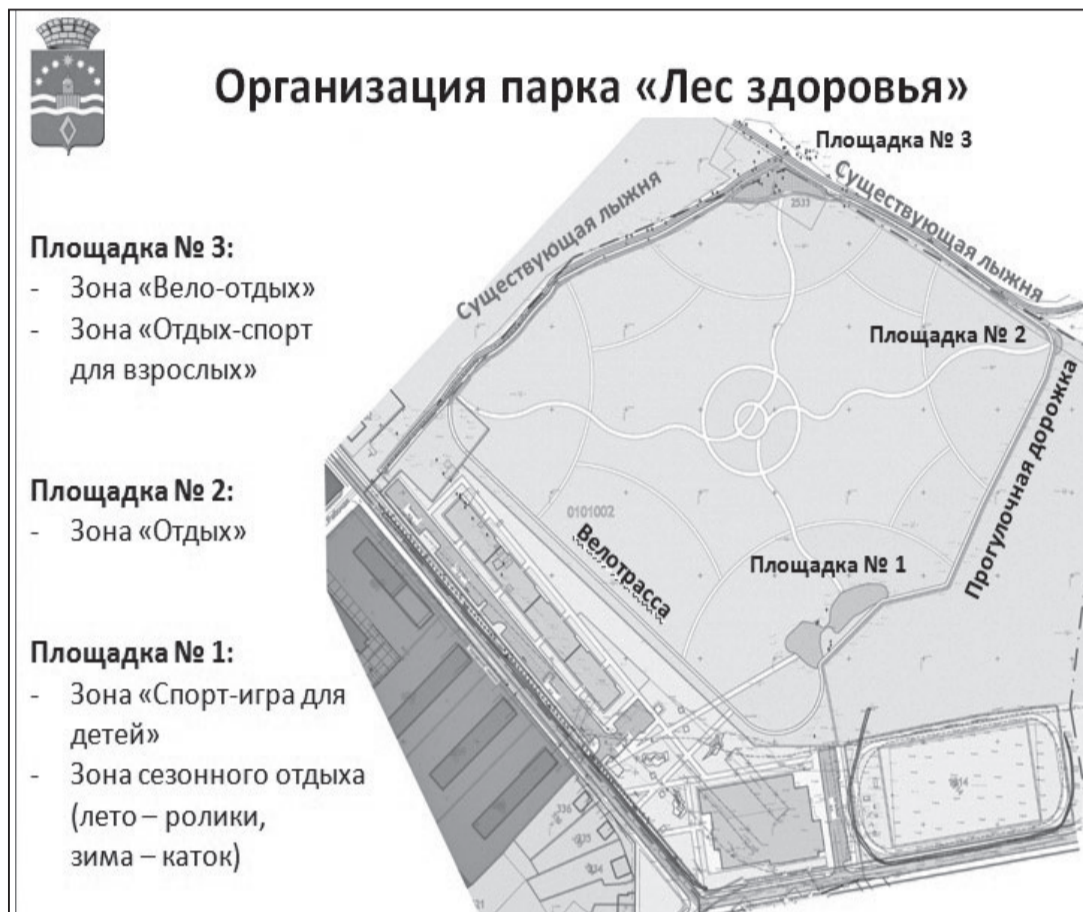 Организация парка «Лес здоровья»
Площадка № 3
Существующая лыжня
Существующая лыжня
2533
Площадка № 3:
- Зона «Вело-отдых»
- Зона «Отдых-спорт
для взрослых»
Площадка № 2
Прогулочная дорожка
Площадка № 2:
- Зона «Отдых»
0101002
Велотрасса
Площадка № 1
Площадка № 1:
- Зона «Спорт-игра для
детей»
- Зона сезонного отдыха
(лето – ролики,
зима – каток)